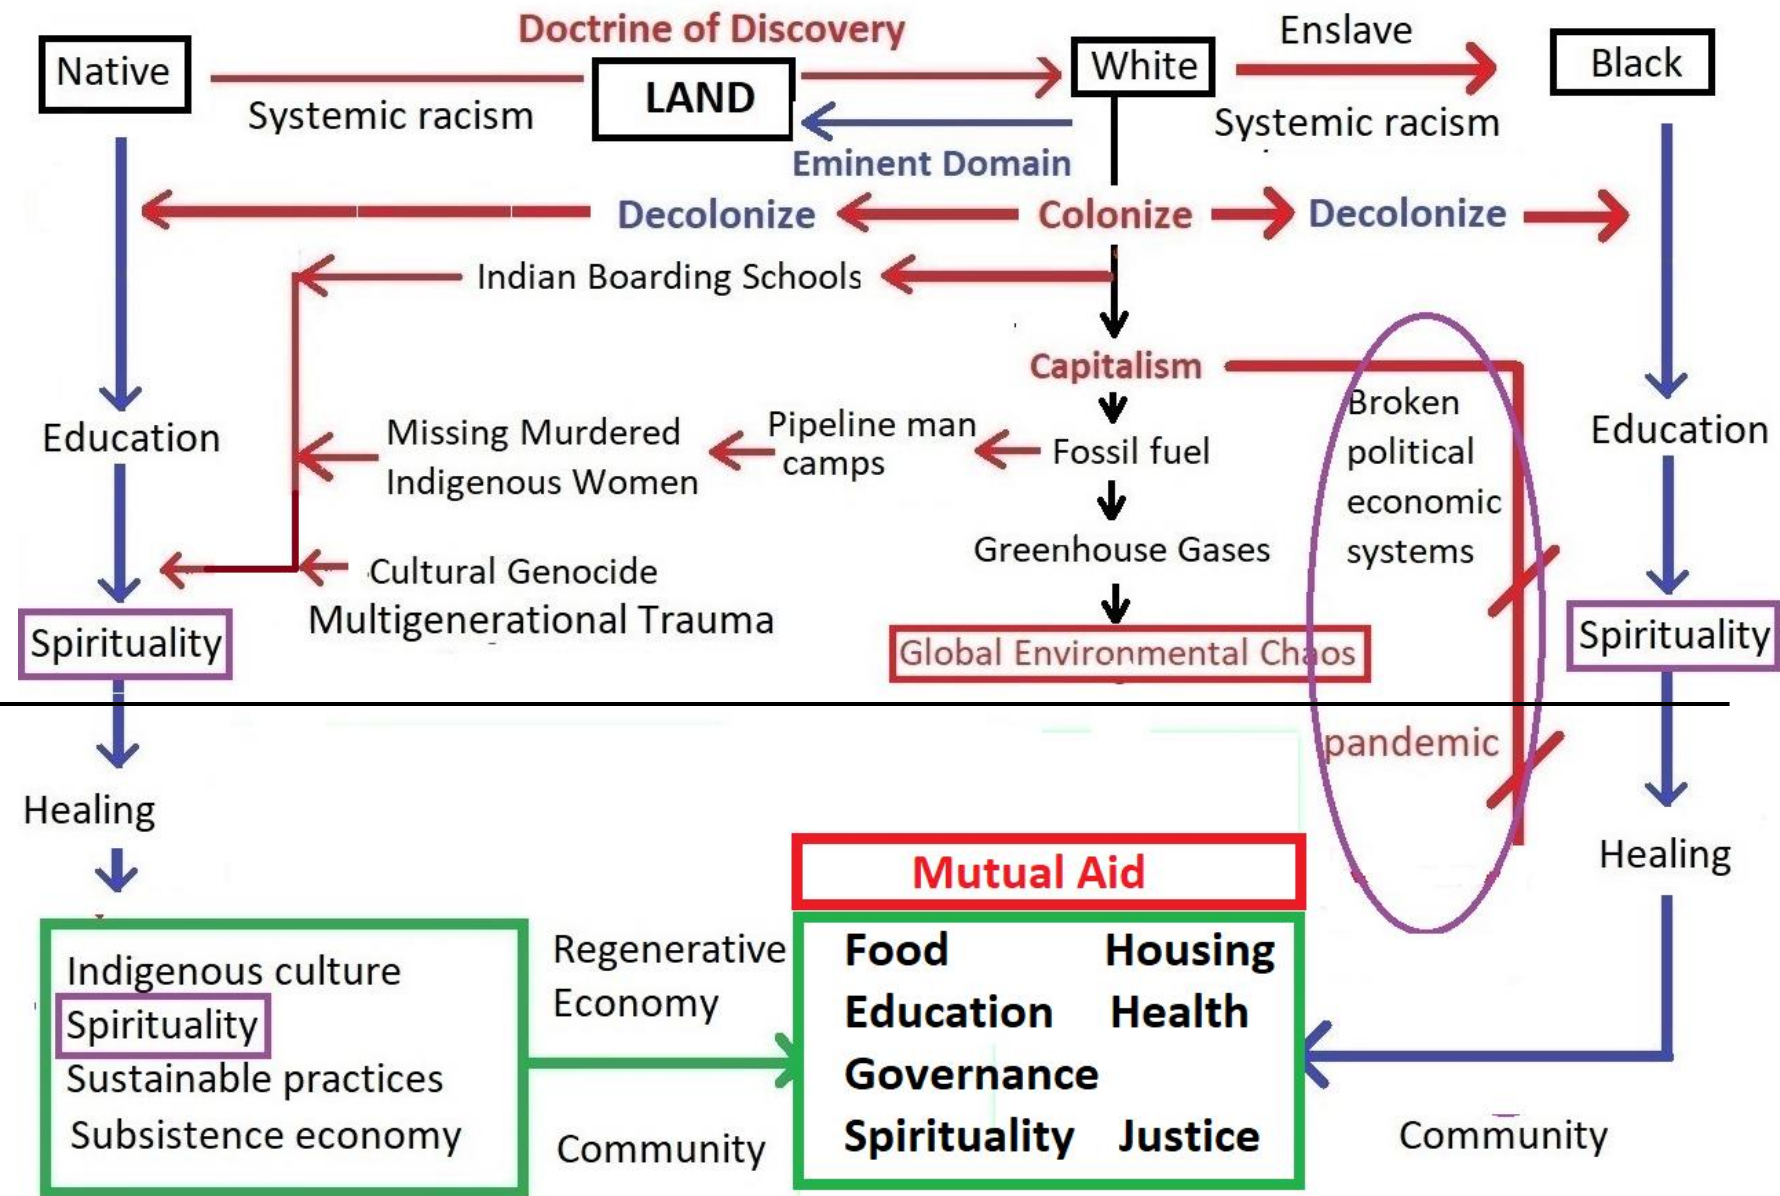 Doctrine of Discovery
Enslave
Native
LAND
White
Black
Systemic racism
Systemic racism
Eminent Domain
Decolonize
Colonize
Decolonize
Indian Boarding Schools
Capitalism
Broken
political
economic
systems
Education
Missing Murdered
Indigenous Women
Pipeline man
camps
Fossil fuel
Education
Greenhouse Gases
Cultural Genocide
Multigenerational Trauma
Spirituality
Global Environmental Chaos
Spirituality
pandemic
Healing
Healing
Mutual Aid
Indigenous culture
Spirituality
Sustainable practices
Subsistence economy
Regenerative
Economy
Community
Food Housing
Education Health
Governance
Spirituality Justice
Community